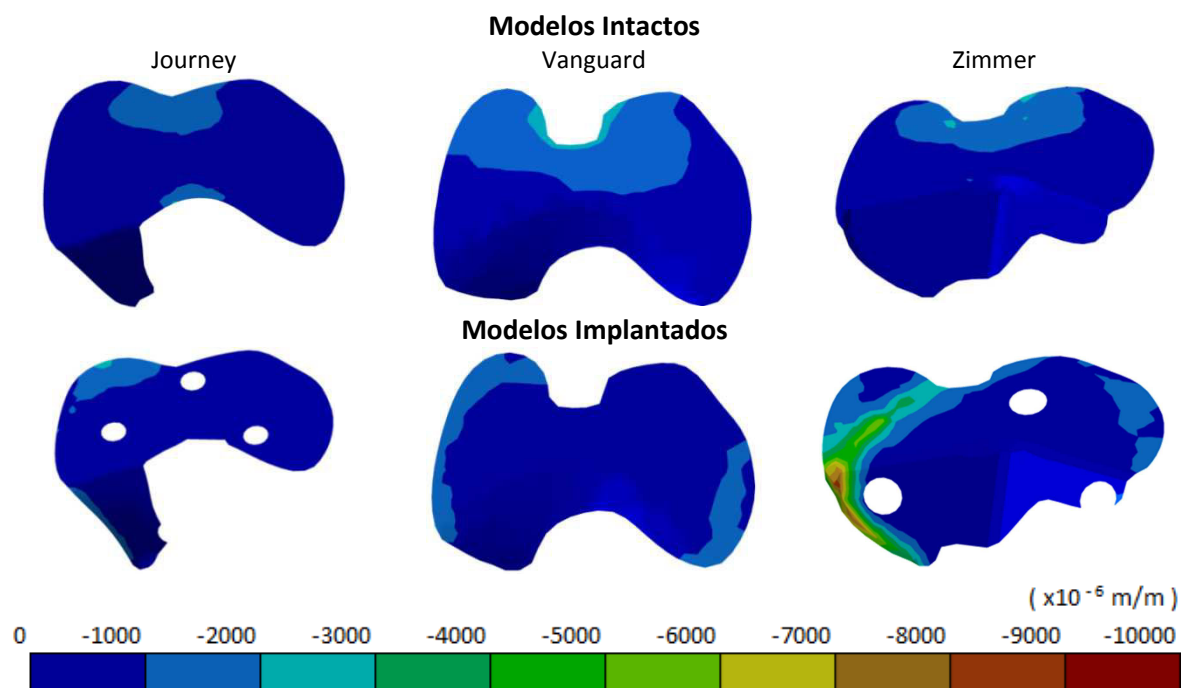 Modelos Intactos
Journey Vanguard Zimmer
Modelos Implantados
( x10⁻⁶ m/m )
0 -1000 -2000 -3000 -4000 -5000 -6000 -7000 -8000 -9000 -10000